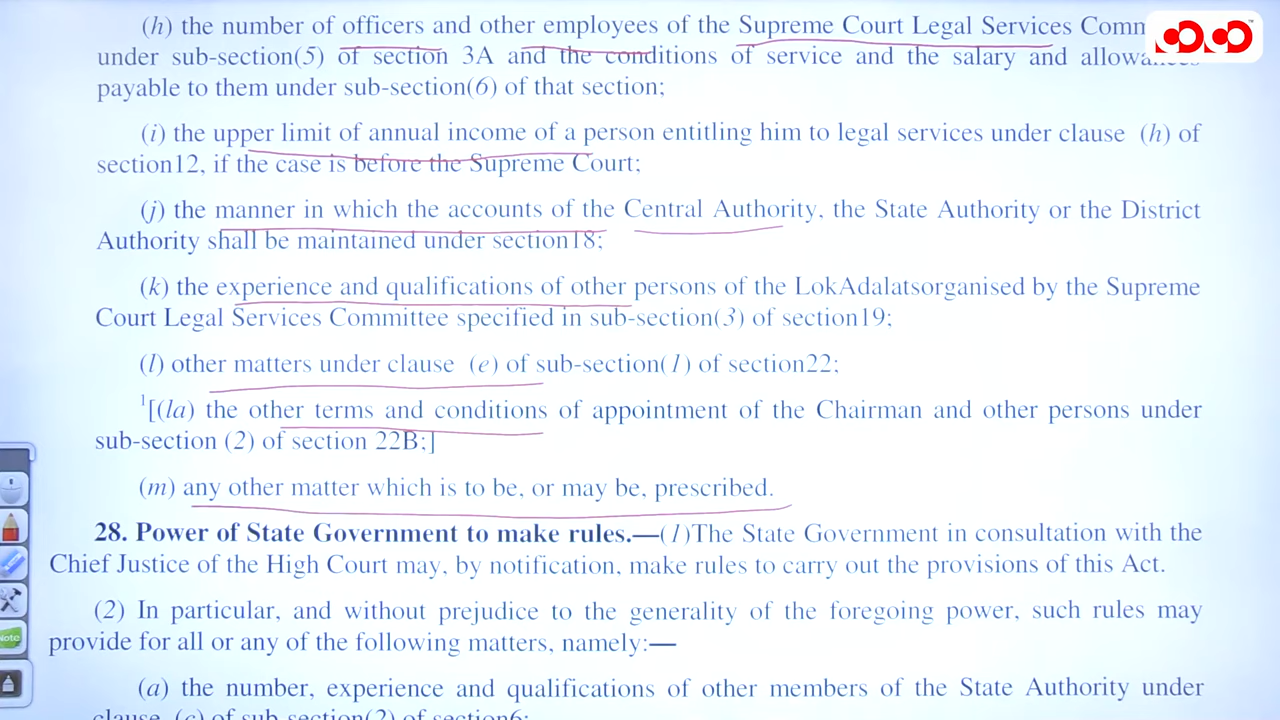 (h) the number of officers and other employees of the Supreme Court Legal Services
under sub-section(5) of section 3A and the conditions of service and the salary and
payable to them under sub-section(6) of that section;
(i) the upper limit of annual income of a person entitling him to legal services under clause (h) of
section12, if the case is before the Supreme Court;
(j) the manner in which the accounts of the Central Authority, the State Authority or the District
Authority shall be maintained under section18;
(k) the experience and qualifications of other persons of the LokAdalatsorganised by the Supreme
Court Legal Services Committee specified in sub-section(3) of section19;
(l) other matters under clause (e) of sub-section(1) of section22;
1[(la) the other terms and conditions of appointment of the Chairman and other persons under
sub-section (2) of section 22B;]
(m) any other matter which is to be, or may be, prescribed.
28. Power of State Government to make rules.—(1)The State Government in consultation with the
Chief Justice of the High Court may, by notification, make rules to carry out the provisions of this Act.
(2) In particular, and without prejudice to the generality of the foregoing power, such rules may
provide for all or any of the following matters, namely:—
(a) the number, experience and qualifications of other members of the State Authority under
clause (c) of sub-section(2) of section6;
Note